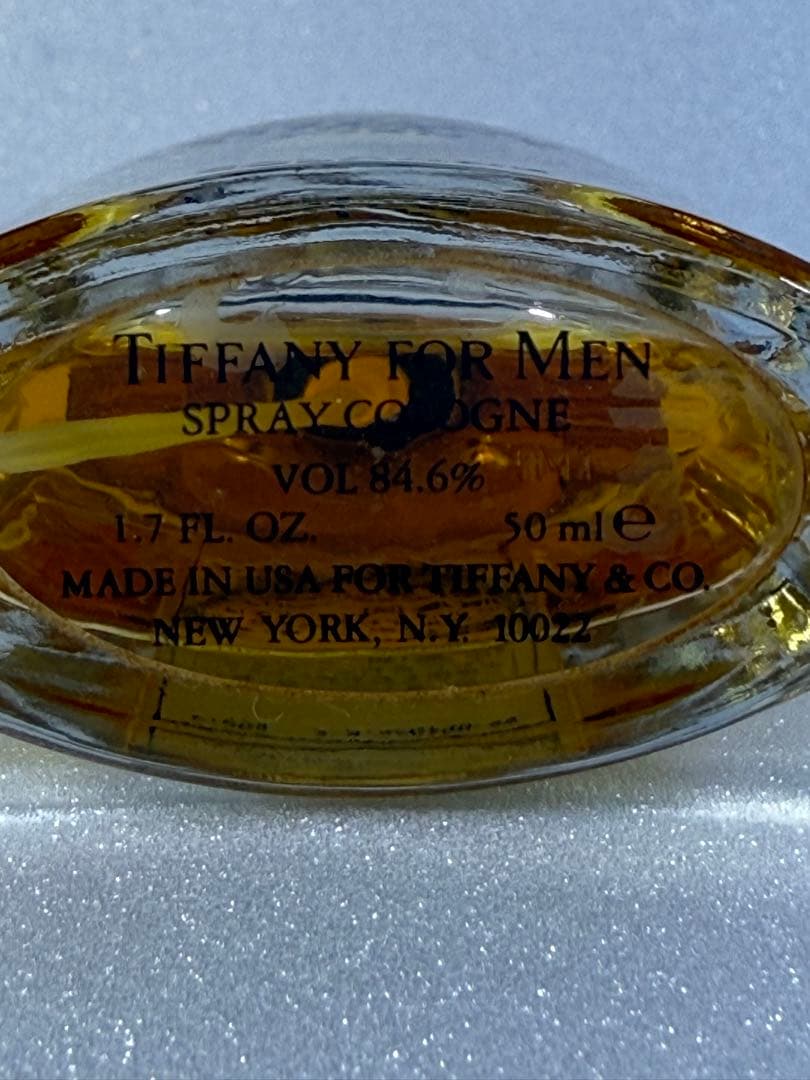 TIFFANY FOR MEN
SPRAY COLOGNE
VOL 84.6%
1.7 FL. OZ. 50 ml e
MADE IN USA FOR TIFFANY & CO.
NEW YORK, N.Y. 10022